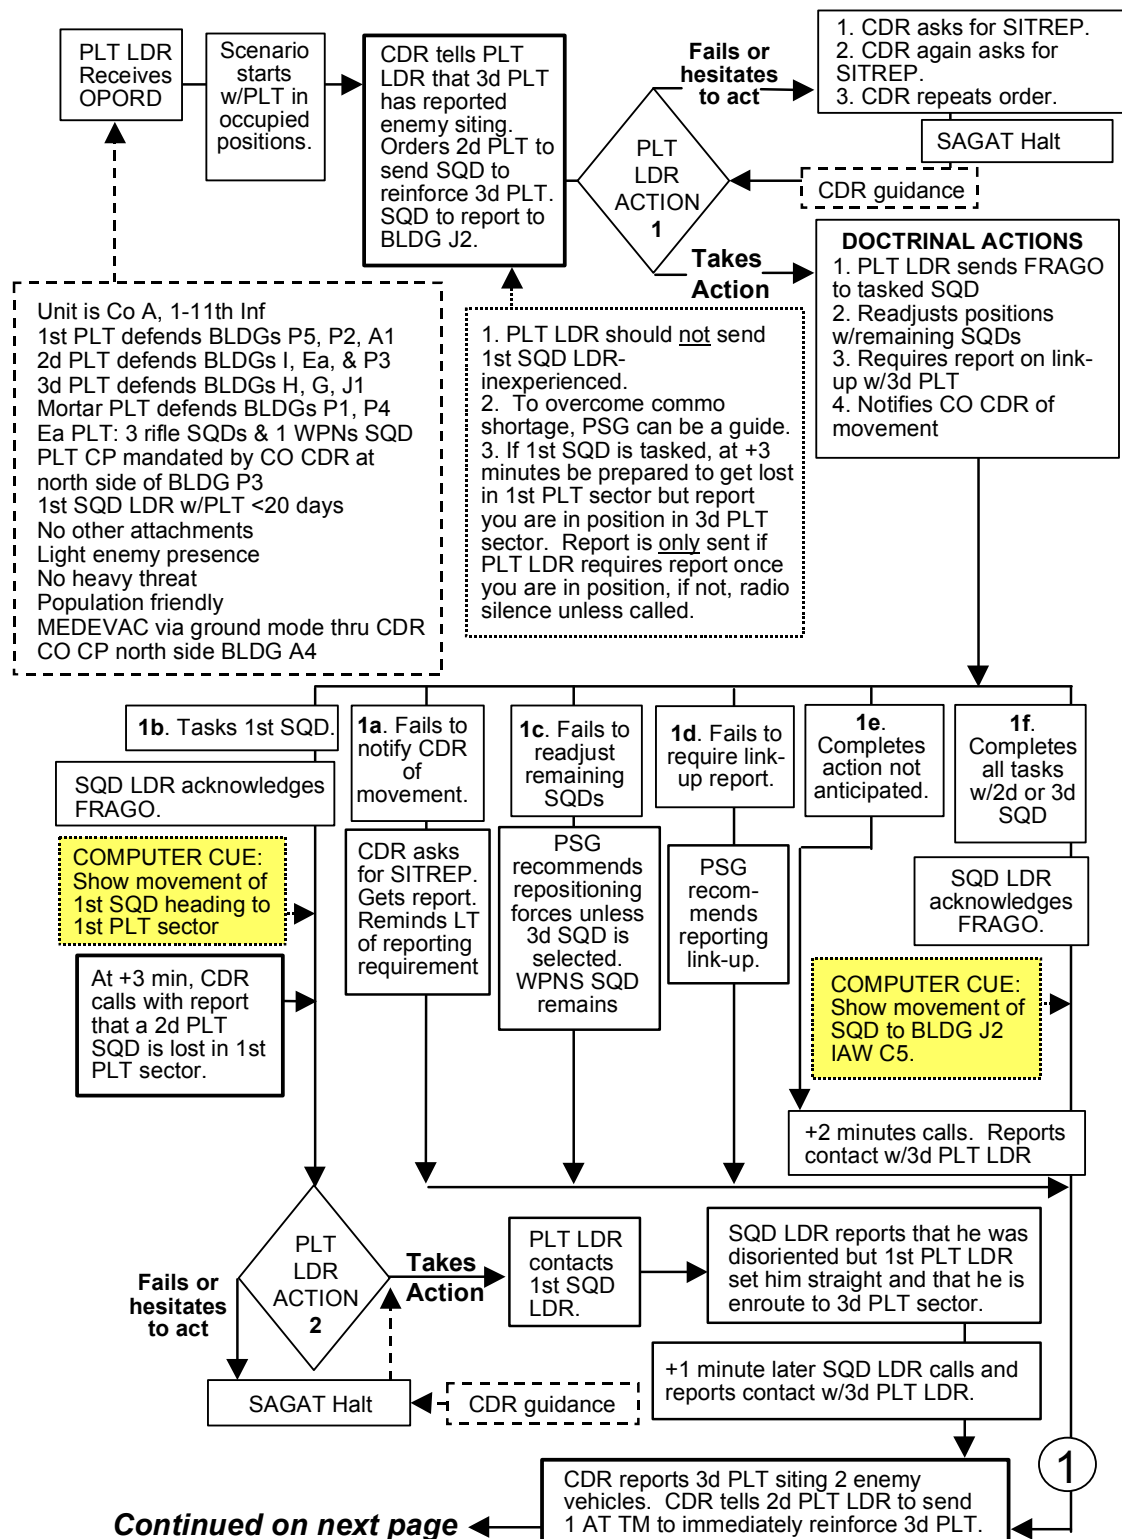 PLT LDR
Receives
OPORD
Scenario
starts
w/PLT in
occupied
positions.
CDR tells PLT
LDR that 3d PLT
has reported
enemy siting.
Orders 2d PLT to
send SQD to
reinforce 3d PLT.
SQD to report to
BLDG J2.
Fails or
hesitates
to act
1. CDR asks for SITREP.
2. CDR again asks for
SITREP.
3. CDR repeats order.
SAGAT Halt
CDR guidance
PLT
LDR
ACTION
1
Takes
Action
DOCTRINAL ACTIONS
1. PLT LDR sends FRAGO
to tasked SQD
2. Readjusts positions
w/remaining SQDs
3. Requires report on link-
up w/3d PLT
4. Notifies CO CDR of
movement
Unit is Co A, 1-11th Inf
1st PLT defends BLDGs P5, P2, A1
2d PLT defends BLDGs I, Ea, & P3
3d PLT defends BLDGs H, G, J1
Mortar PLT defends BLDGs P1, P4
Ea PLT: 3 rifle SQDs & 1 WPNs SQD
PLT CP mandated by CO CDR at
north side of BLDG P3
1st SQD LDR w/PLT <20 days
No other attachments
Light enemy presence
No heavy threat
Population friendly
MEDEVAC via ground mode thru CDR
CO CP north side BLDG A4
1. PLT LDR should not send
1st SQD LDR-
inexperienced.
2. To overcome commo
shortage, PSG can be a guide.
3. If 1st SQD is tasked, at +3
minutes be prepared to get lost
in 1st PLT sector but report
you are in position in 3d PLT
sector. Report is only sent if
PLT LDR requires report once
you are in position, if not, radio
silence unless called.
1b. Tasks 1st SQD.
SQD LDR acknowledges
FRAGO.
COMPUTER CUE:
Show movement of
1st SQD heading to
1st PLT sector
At +3 min, CDR
calls with report
that a 2d PLT
SQD is lost in 1st
PLT sector.
1a. Fails to
notify CDR
of
movement.
CDR asks
for SITREP.
Gets report.
Reminds LT
of reporting
requirement
1c. Fails to
readjust
remaining
SQDs
PSG
recommends
repositioning
forces unless
3d SQD is
selected.
WPNS SQD
remains
1d. Fails to
require link-
up report.
PSG
recom-
mends
reporting
link-up.
1e.
Completes
action not
anticipated.
1f.
Completes
all tasks
w/2d or 3d
SQD
SQD LDR
acknowledges
FRAGO.
COMPUTER CUE:
Show movement of
SQD to BLDG J2
IAW C5.
+2 minutes calls. Reports
contact w/3d PLT LDR
PLT
LDR
ACTION
2
Fails or
hesitates
to act
Takes
Action
PLT LDR
contacts
1st SQD
LDR.
SQD LDR reports that he was
disoriented but 1st PLT LDR
set him straight and that he is
enroute to 3d PLT sector.
+1 minute later SQD LDR calls and
reports contact w/3d PLT LDR.
SAGAT Halt
CDR guidance
1
CDR reports 3d PLT siting 2 enemy
vehicles. CDR tells 2d PLT LDR to send
1 AT TM to immediately reinforce 3d PLT.
Continued on next page